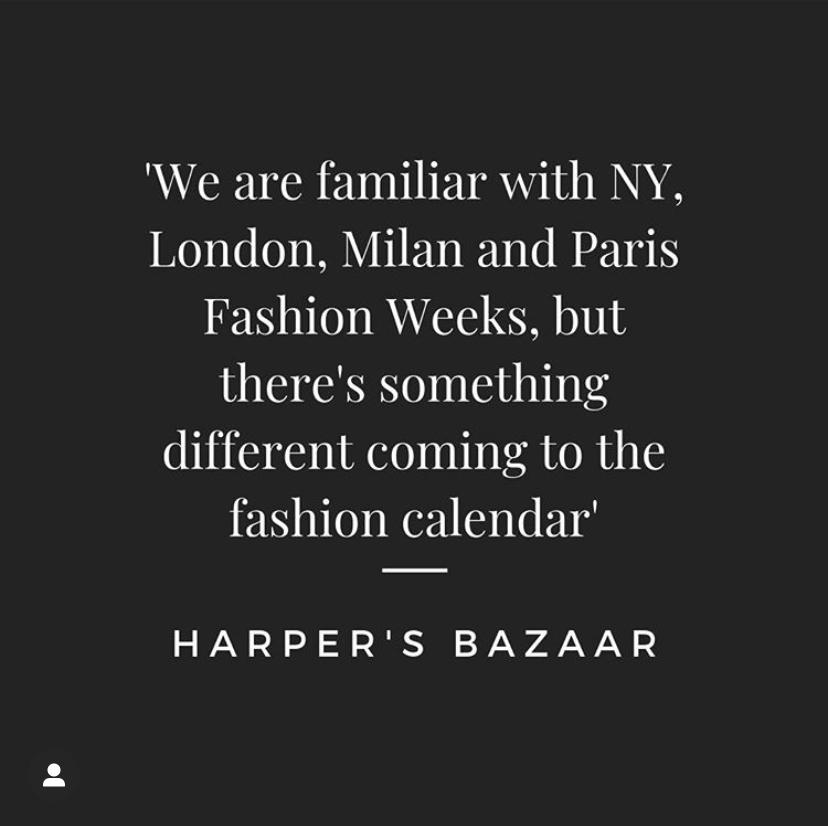 'We are familiar with NY,
London, Milan and Paris
Fashion Weeks, but
there's something
different coming to the
fashion calendar'
HARPER'S BAZAAR